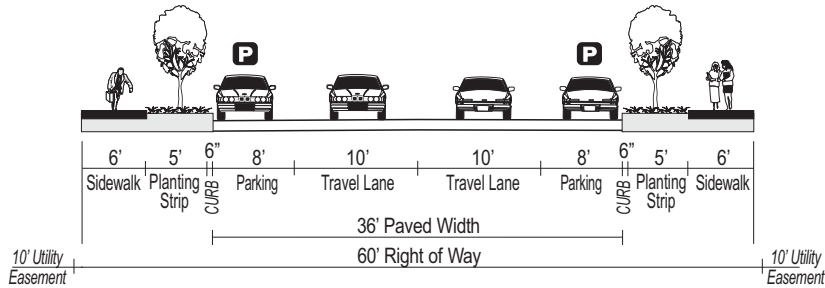 P P
6’ 5’ 6” 8’ 10’ 10’ 8’ 6” 5’ 6’
Sidewalk Planting Strip CURB Parking Travel Lane Travel Lane Parking CURB Planting Strip Sidewalk
36’ Paved Width
60’ Right of Way
10’ Utility Easement 10’ Utility Easement